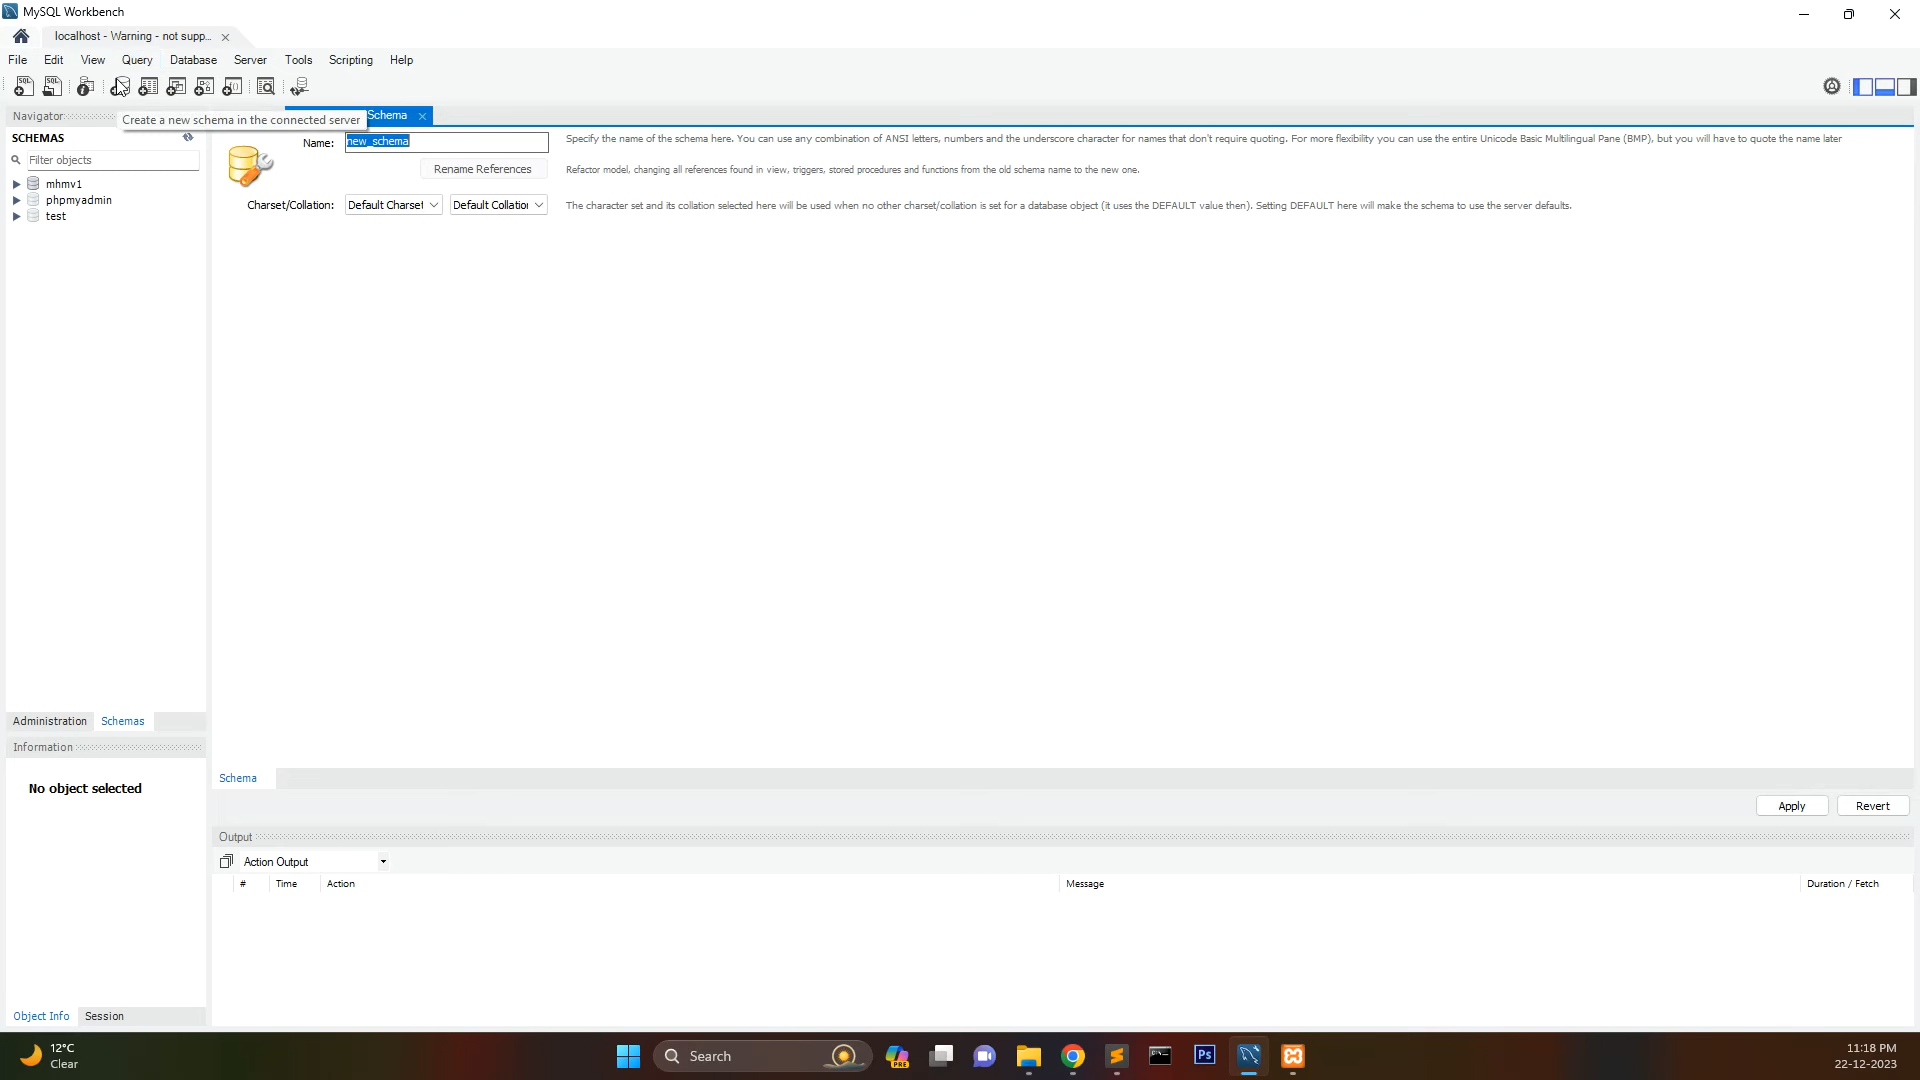 MySQL Workbench
localhost - Warning - not supp...
File Edit View Query Database Server Tools Scripting Help
Navigator
Create a new schema in the connected server
Schema
SCHEMAS
Filter objects
mhmv1
phpmyadmin
test
Name: new_schema
Specify the name of the schema here. You can use any combination of ANSI letters, numbers and the underscore character for names that don't require quoting. For more flexibility you can use the entire Unicode Basic Multilingual Pane (BMP), but you will have to quote the name later
Rename References
Refactor model, changing all references found in view, triggers, stored procedures and functions from the old schema name to the new one.
Charset/Collation: Default Charset Default Collation
The character set and its collation selected here will be used when no other charset/collation is set for a database object (it uses the DEFAULT value then). Setting DEFAULT here will make the schema to use the server defaults.
Administration Schemas
Information
No object selected
Object Info Session
Schema
Apply Revert
Output
Action Output
# Time Action Message Duration / Fetch
12°C
Clear
Search
PRE
Ps
11:18 PM
22-12-2023